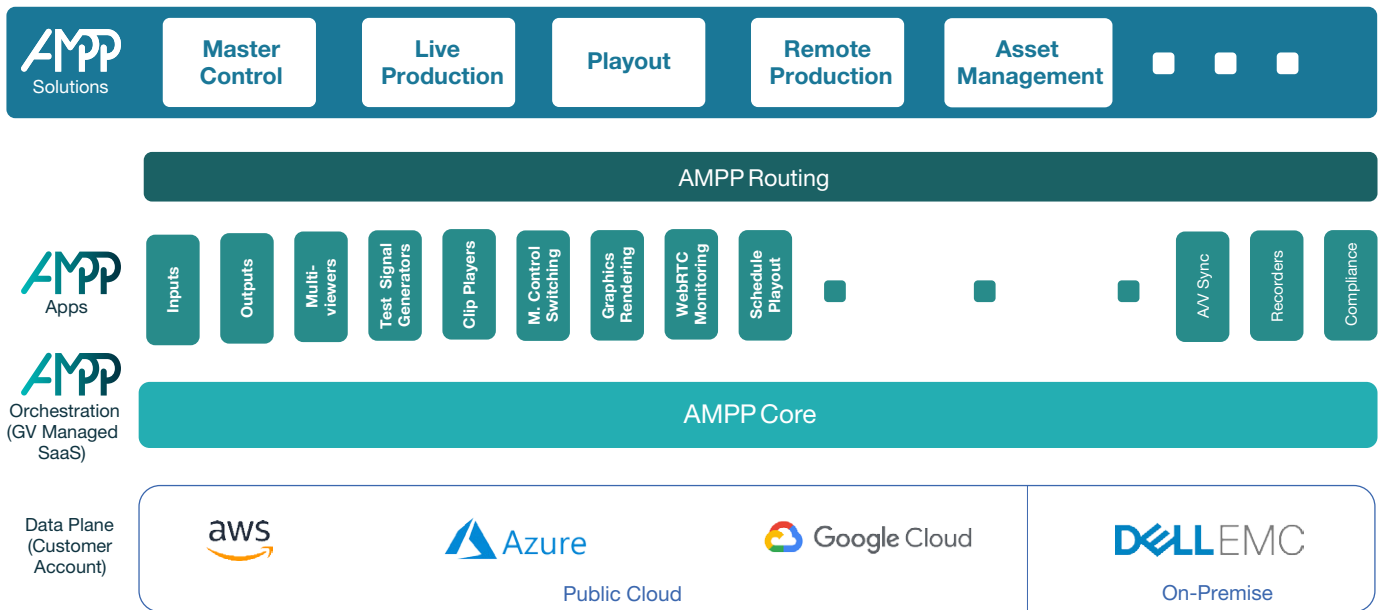 AMPP
Solutions
Master
Control
Live
Production
Playout
Remote
Production
Asset
Management
AMPP Routing
AMPP
Apps
Inputs
Outputs
Multi-
viewers
Test Signal
Generators
Clip Players
M. Control
Switching
Graphics
Rendering
WebRTC
Monitoring
Schedule
Playout
A/V Sync
Recorders
Compliance
AMPP
Orchestration
(GV Managed
SaaS)
AMPP Core
Data Plane
(Customer
Account)
aws
Azure
Google Cloud
DELL EMC
Public Cloud
On-Premise